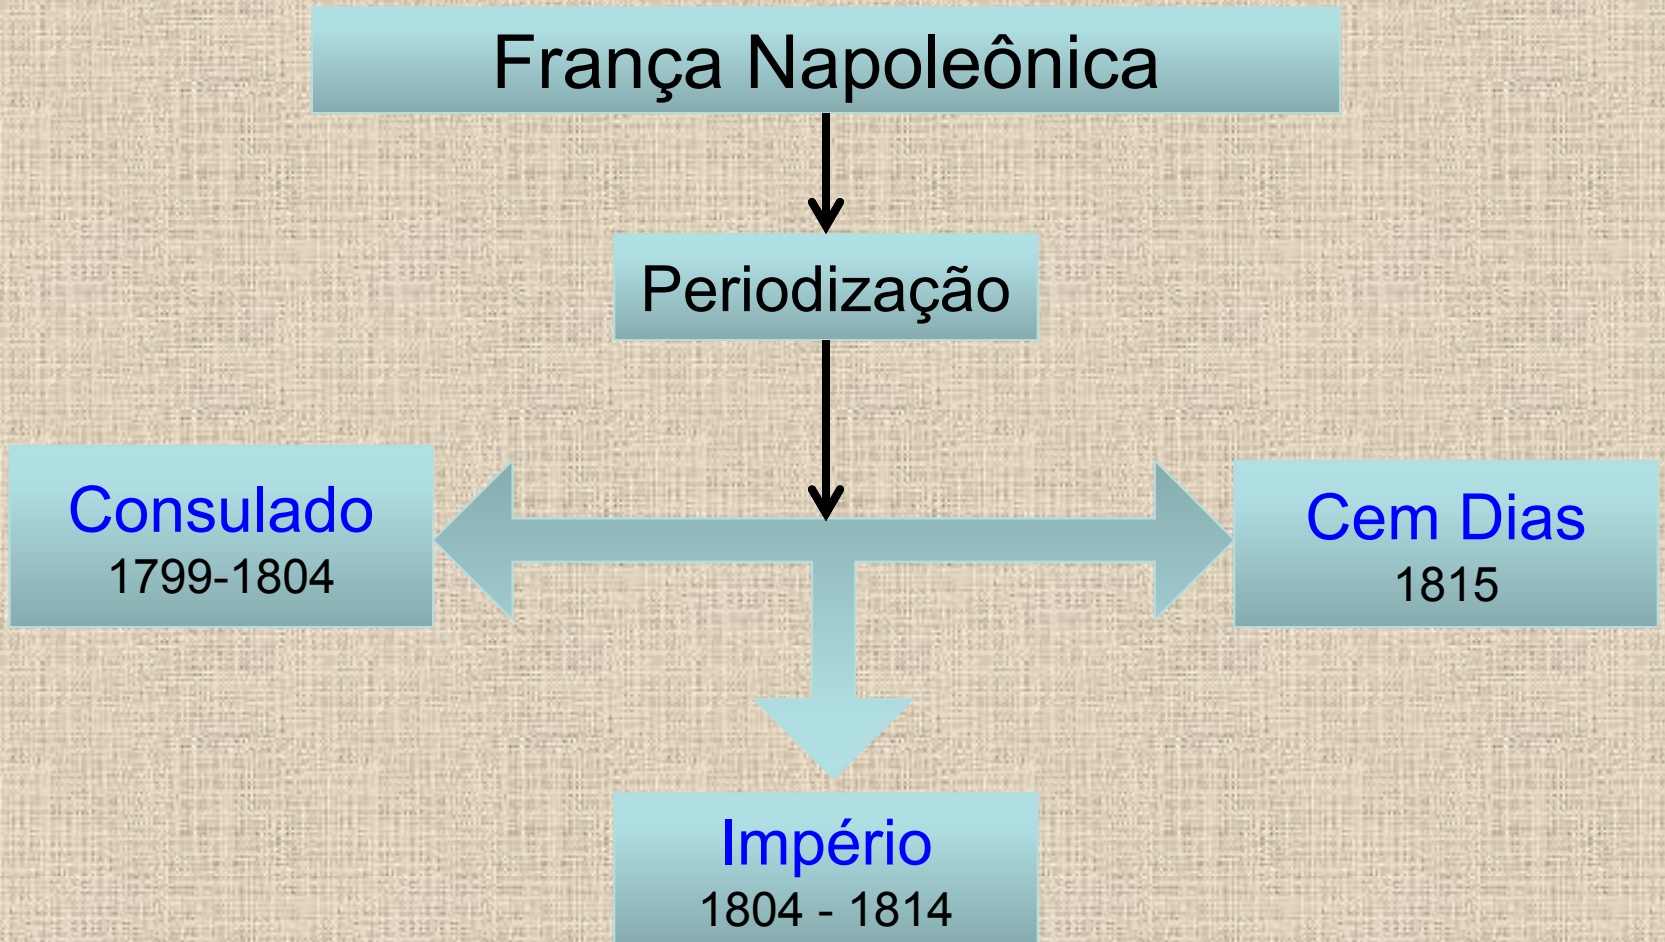 França Napoleônica
Periodização
Consulado
1799-1804
Cem Dias
1815
Império
1804 - 1814